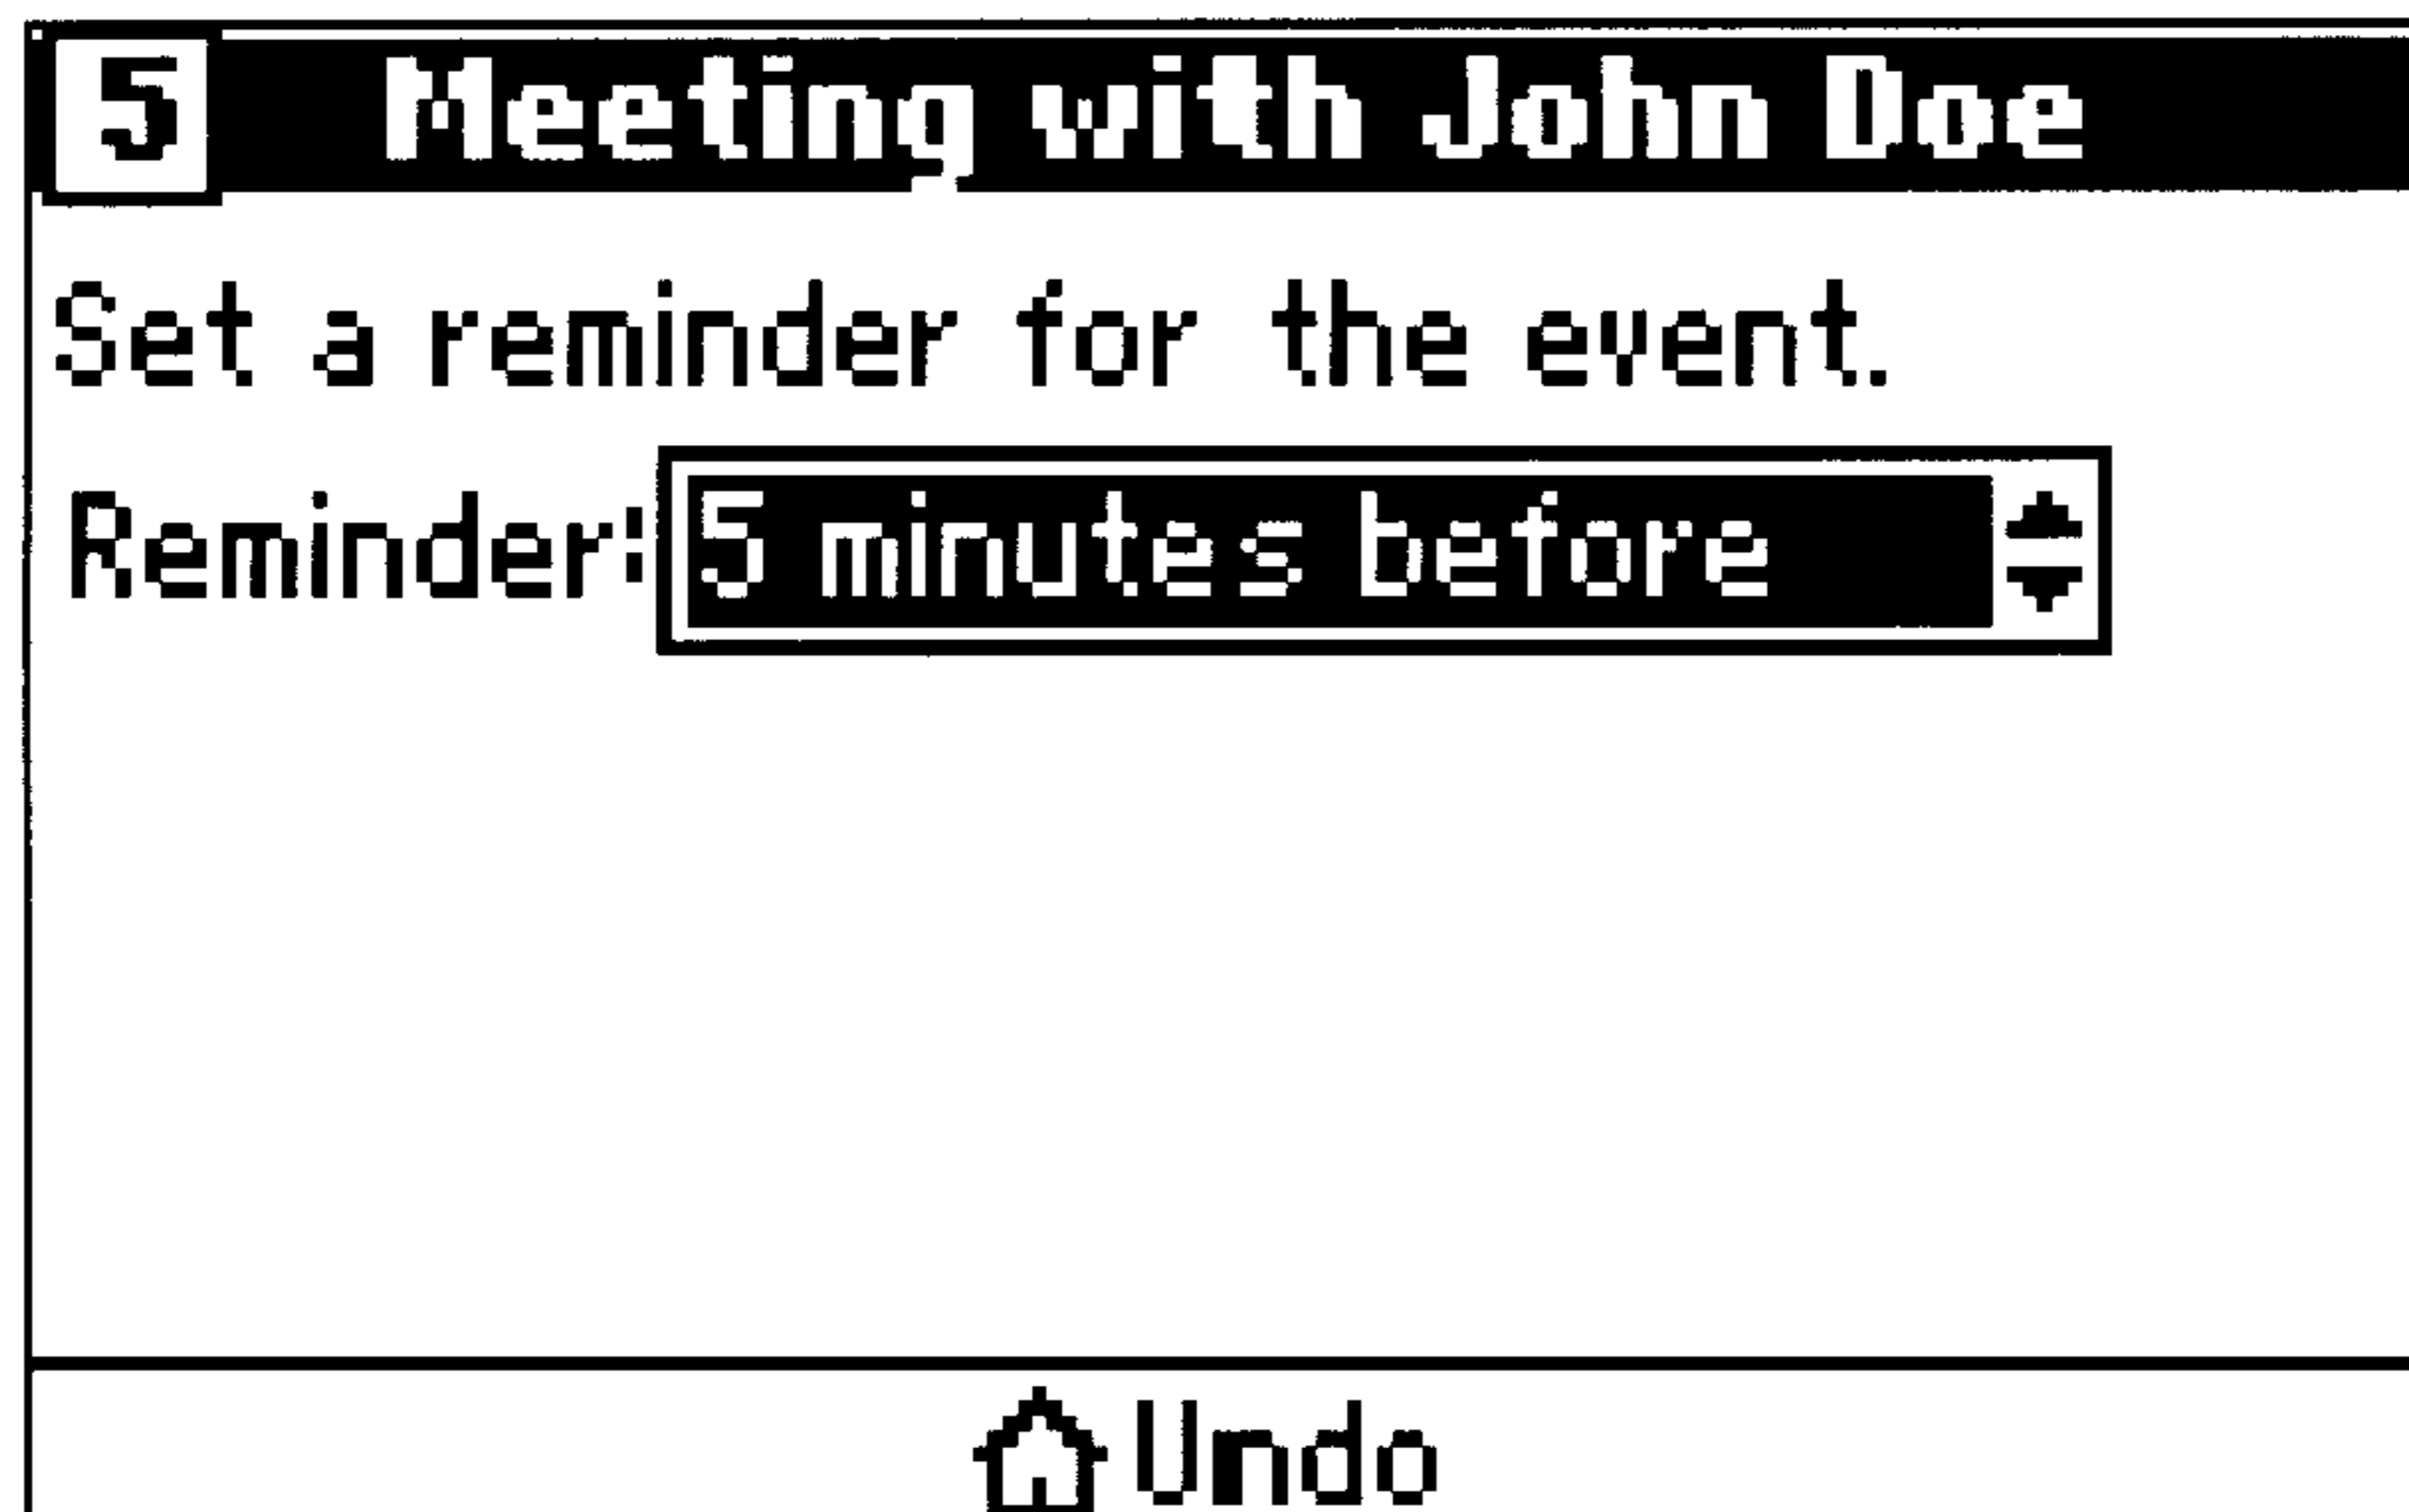 5 Meeting with John Doe
Set a reminder for the event.
Reminder: 5 minutes before
Undo